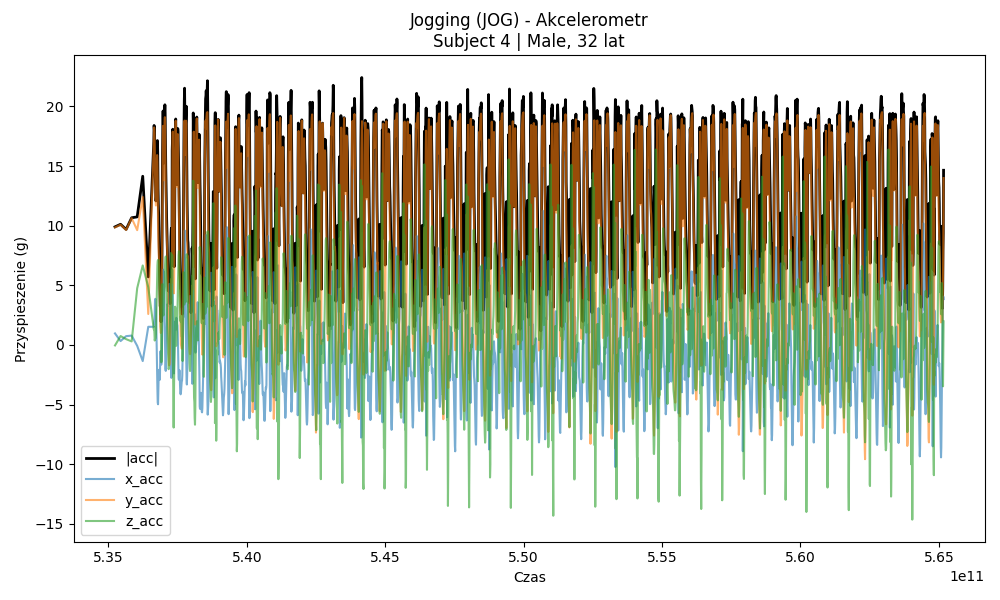 Jogging (JOG) - Akcelerometr
Subject 4 | Male, 32 lat
Przyspieszenie (g)
20
15
10
5
0
−5
−10
−15
|acc|
x_acc
y_acc
z_acc
5.35 5.40 5.45 5.50 5.55 5.60 5.65
1e11
Czas